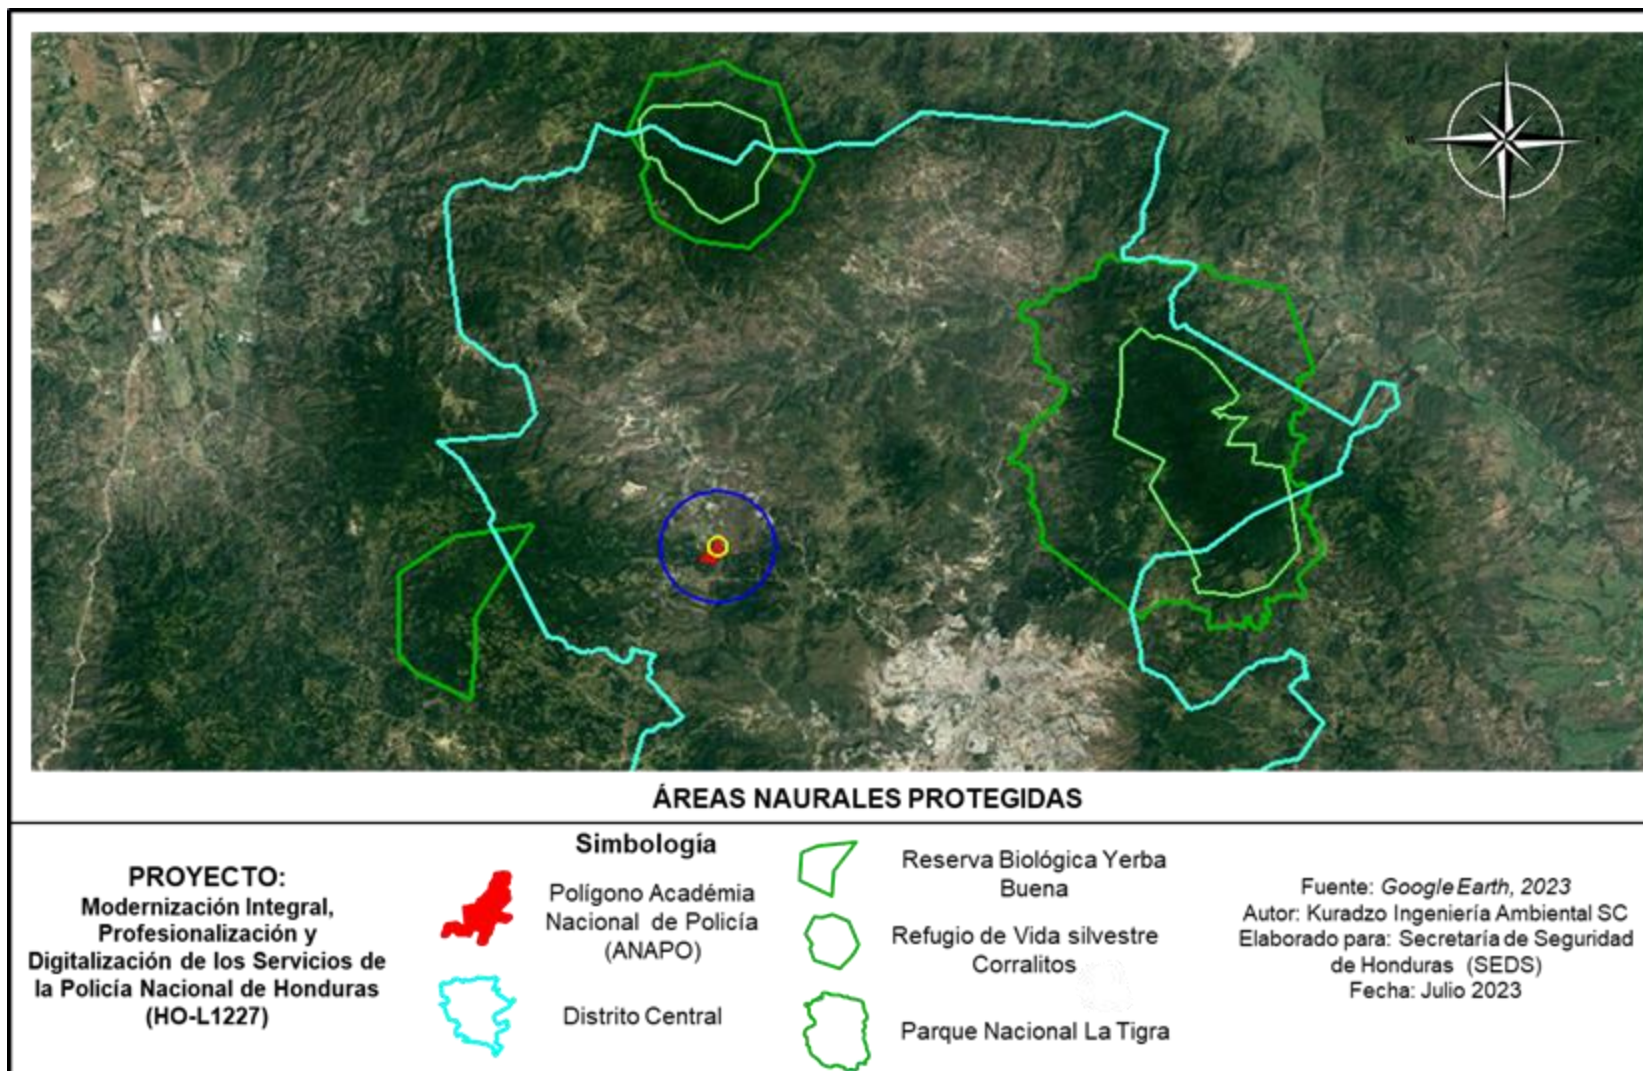 ÁREAS NAURALES PROTEGIDAS
PROYECTO:
Modernización Integral,
Profesionalización y
Digitalización de los Servicios de
la Policía Nacional de Honduras
(HO-L1227)
Simbología
Polígono Académia
Nacional de Policía
(ANAPO)
Distrito Central
Reserva Biológica Yerba
Buena
Refugio de Vida silvestre
Corralitos
Parque Nacional La Tigra
Fuente: Google Earth, 2023
Autor: Kuradzo Ingeniería Ambiental SC
Elaborado para: Secretaría de Seguridad
de Honduras (SEDS)
Fecha: Julio 2023